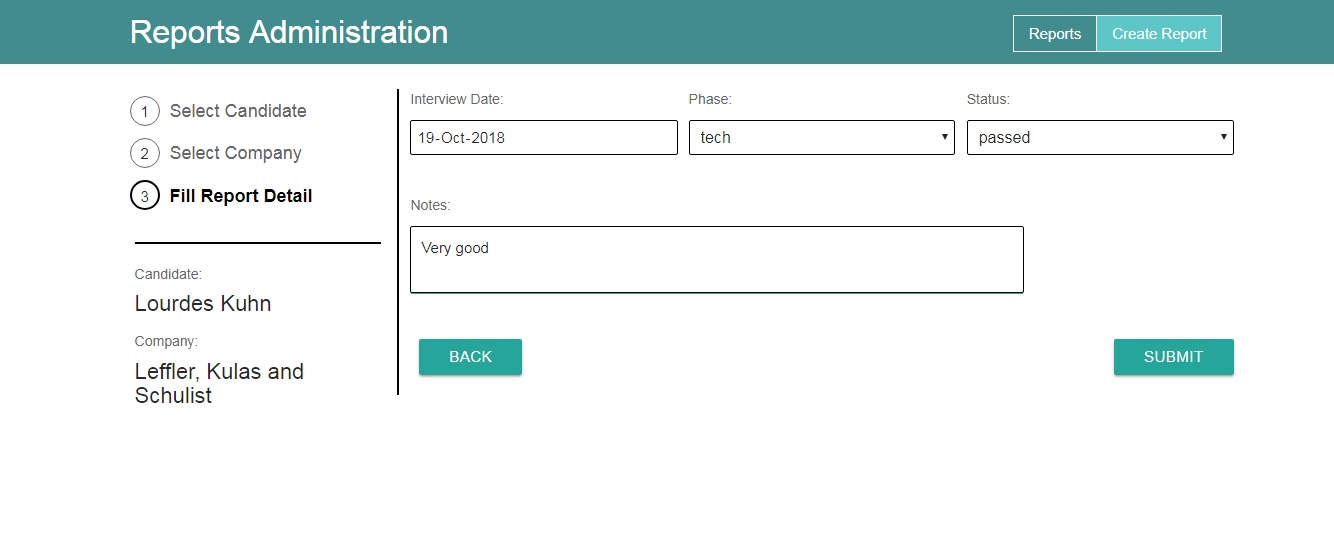 Reports Administration
Reports Create Report
1 Select Candidate
2 Select Company
3 Fill Report Detail
Candidate:
Lourdes Kuhn
Company:
Leffler, Kulas and
Schulist
Interview Date: Phase: Status:
19-Oct-2018 tech passed
Notes:
Very good
BACK SUBMIT